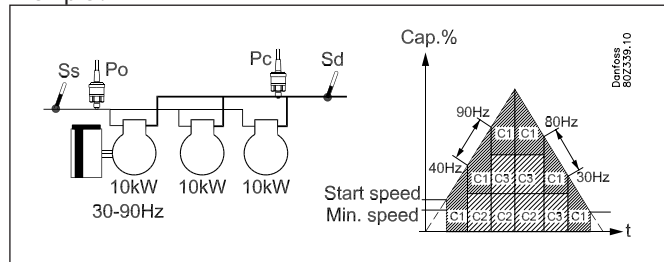 Ss
Po
Pc
Sd
10kW
10kW
10kW
30-90Hz
Cap.%
Danfoss
80Z339.10
90Hz
80Hz
40Hz
30Hz
C1 C1
C1 C3 C3 C1
Start speed
Min. speed
C1 C2 C2 C2 C3 C1
t